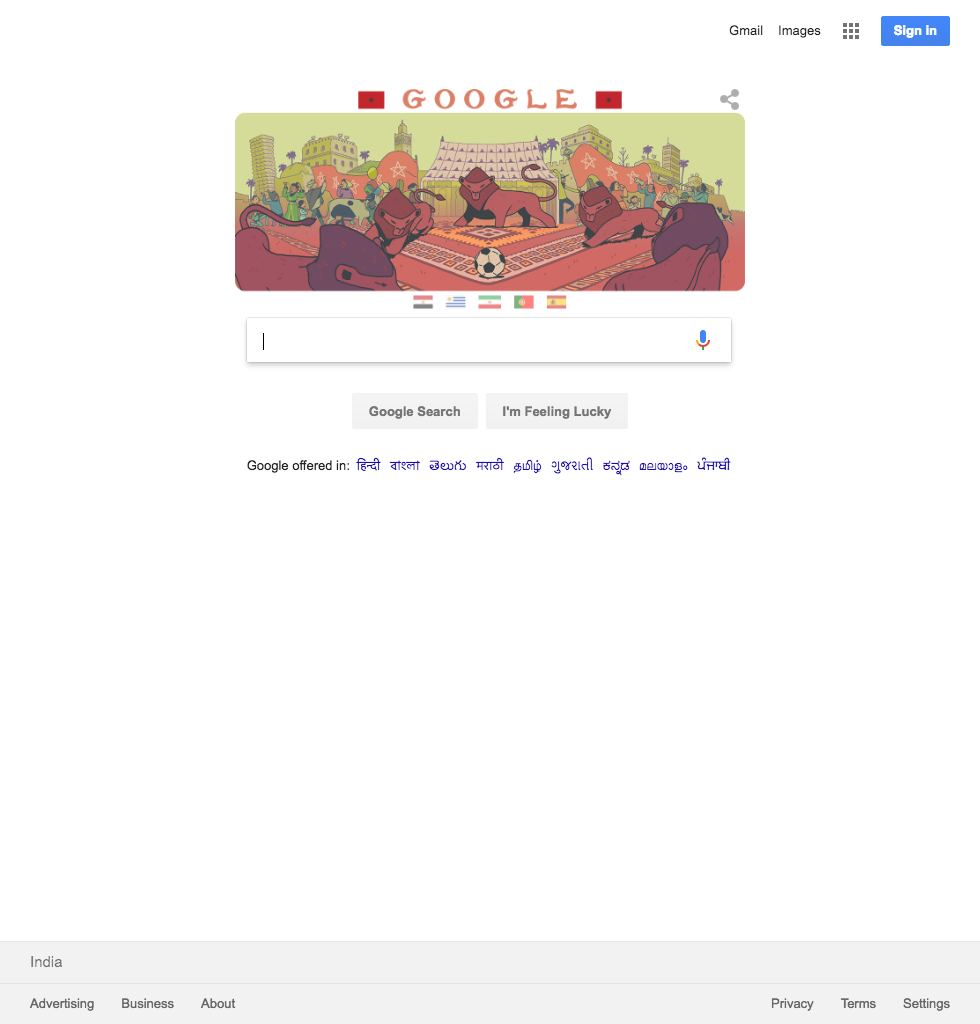 Gmail Images Sign in
GOOGLE
Google Search I'm Feeling Lucky
Google offered in: हिन्दी বাংলা తెలుగు मराठी தமிழ் ગુજરાતી ಕನ್ನಡ മലയാളം ਪੰਜਾਬੀ
India
Advertising Business About Privacy Terms Settings